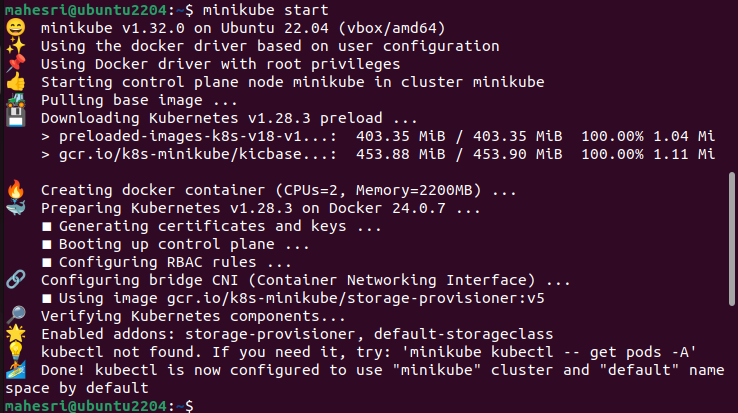 mahesri@ubuntu2204:~$ minikube start
😄 minikube v1.32.0 on Ubuntu 22.04 (vbox/amd64)
✨ Using the docker driver based on user configuration
📌 Using Docker driver with root privileges
👍 Starting control plane node minikube in cluster minikube
🚜 Pulling base image ...
💾 Downloading Kubernetes v1.28.3 preload ...
> preloaded-images-k8s-v18-v1...: 403.35 MiB / 403.35 MiB 100.00% 1.04 Mi
> gcr.io/k8s-minikube/kicbase...: 453.88 MiB / 453.90 MiB 100.00% 1.11 Mi
🔥 Creating docker container (CPUs=2, Memory=2200MB) ...
🐳 Preparing Kubernetes v1.28.3 on Docker 24.0.7 ...
■ Generating certificates and keys ...
■ Booting up control plane ...
■ Configuring RBAC rules ...
🔗 Configuring bridge CNI (Container Networking Interface) ...
■ Using image gcr.io/k8s-minikube/storage-provisioner:v5
🔎 Verifying Kubernetes components...
🌟 Enabled addons: storage-provisioner, default-storageclass
💡 kubectl not found. If you need it, try: 'minikube kubectl -- get pods -A'
🏄 Done! kubectl is now configured to use "minikube" cluster and "default" name
space by default
mahesri@ubuntu2204:~$